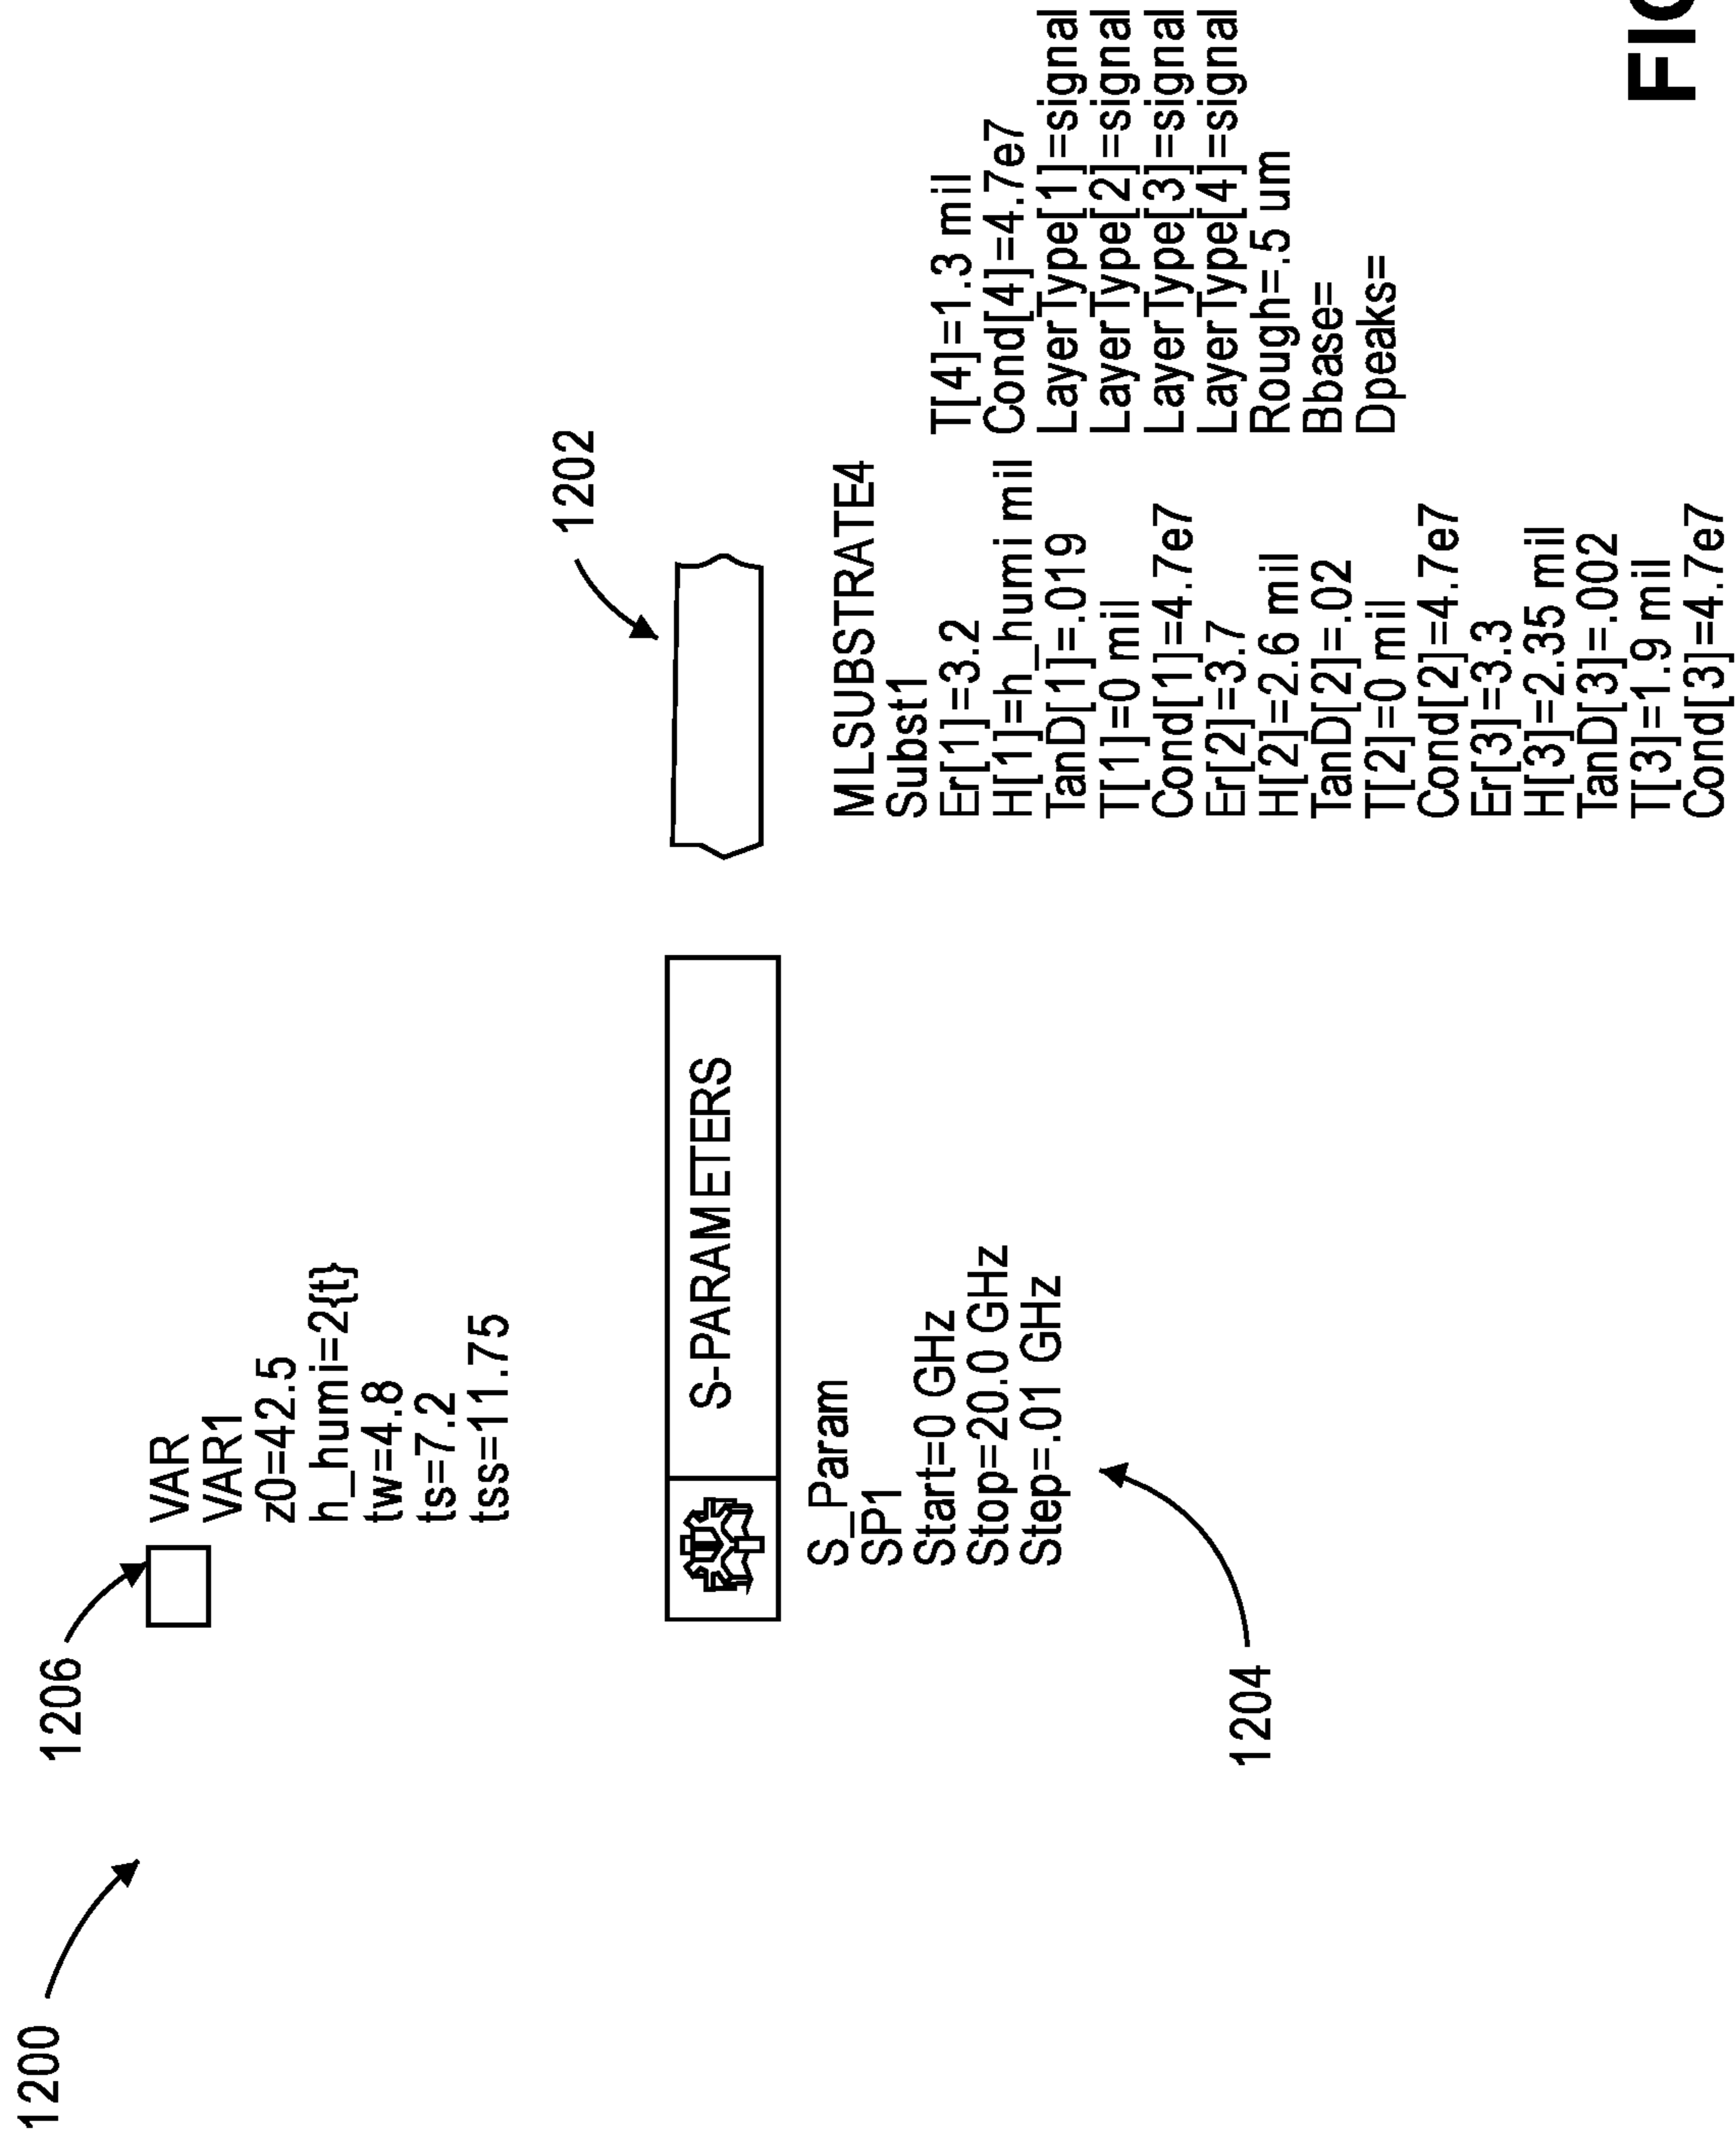 1200
1206
VAR
VAR1
z0=42.5
h_humi=2{t}
tw=4.8
ts=7.2
tss=11.75
S-PARAMETERS
S_Param
SP1
Start=0 GHz
Stop=20.0 GHz
Step=.01 GHz
1204
1202
MLSUBSTRATE4
Subst1
Er[1]=3.2
H[1]=h_humi mil
TanD[1]=.019
T[1]=0 mil
Cond[1]=4.7e7
Er[2]=3.7
H[2]=2.6 mil
TanD[2]=.02
T[2]=0 mil
Cond[2]=4.7e7
Er[3]=3.3
H[3]=2.35 mil
TanD[3]=.002
T[3]=1.9 mil
Cond[3]=4.7e7
T[4]=1.3 mil
Cond[4]=4.7e7
LayerType[1]=signal
LayerType[2]=signal
LayerType[3]=signal
LayerType[4]=signal
Rough=.5 um
Bbase=
Dpeaks=